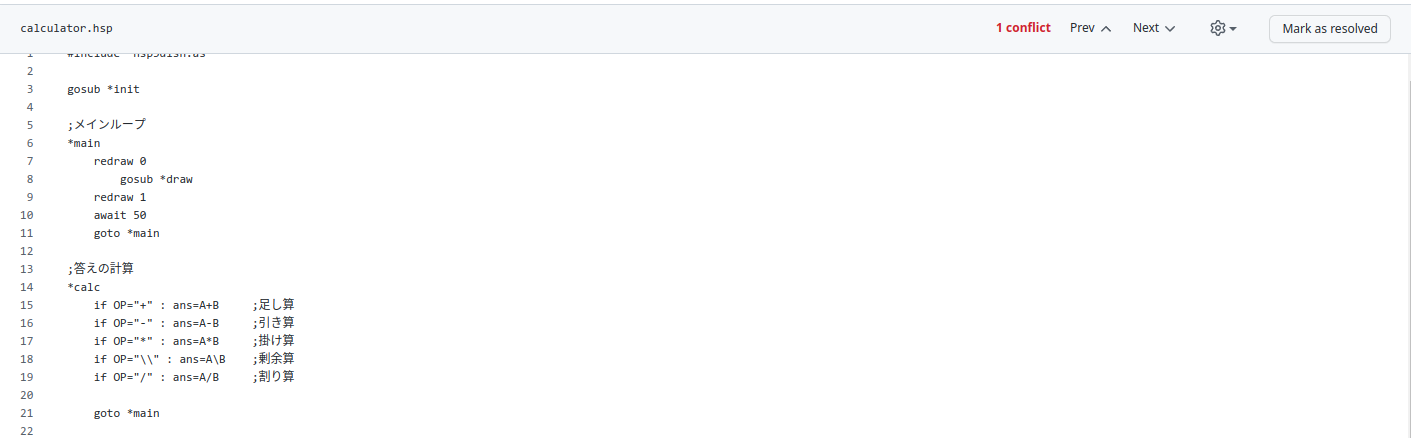 calculator.hsp
1 conflict Prev Next Mark as resolved
1
2
3 gosub *init
4
5 ;メインループ
6 *main
7 redraw 0
8 gosub *draw
9 redraw 1
10 await 50
11 goto *main
12
13 ;答えの計算
14 *calc
15 if OP="+" : ans=A+B ;足し算
16 if OP="-" : ans=A-B ;引き算
17 if OP="*" : ans=A*B ;掛け算
18 if OP="\\" : ans=A\B ;剰余算
19 if OP="/" : ans=A/B ;割り算
20
21 goto *main
22